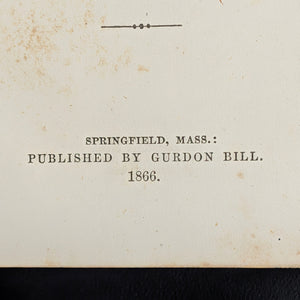 SPRINGFIELD, MASS.:
PUBLISHED BY GURDON BILL.
1866.